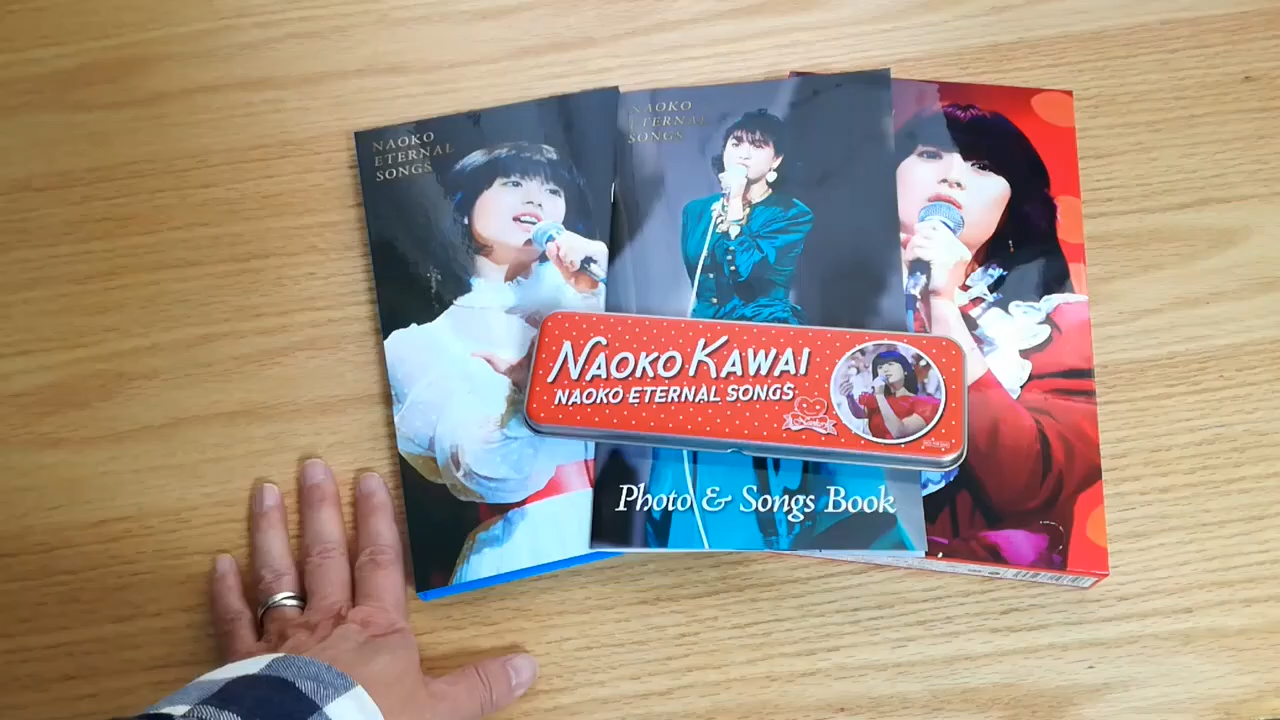 NAOKO
ETERNAL
SONGS
NAOKO
ETERNAL
SONGS
NAOKO KAWAI
NAOKO ETERNAL SONGS
Photo & Songs Book